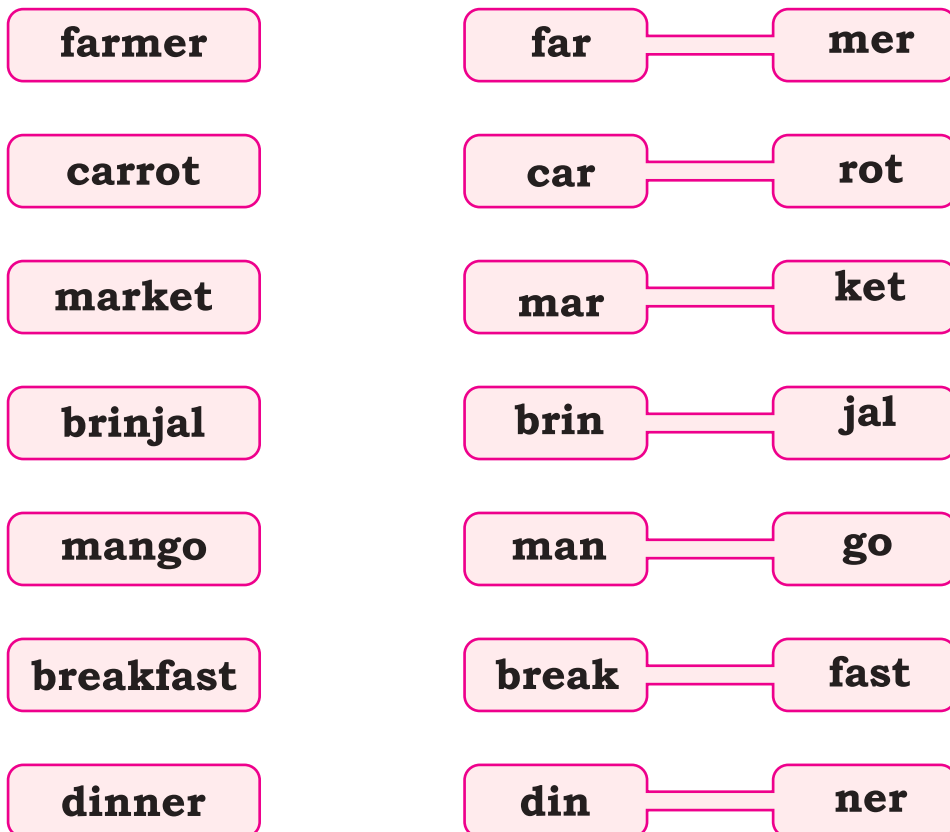 farmer far mer
carrot car rot
market mar ket
brinjal brin jal
mango man go
breakfast break fast
dinner din ner